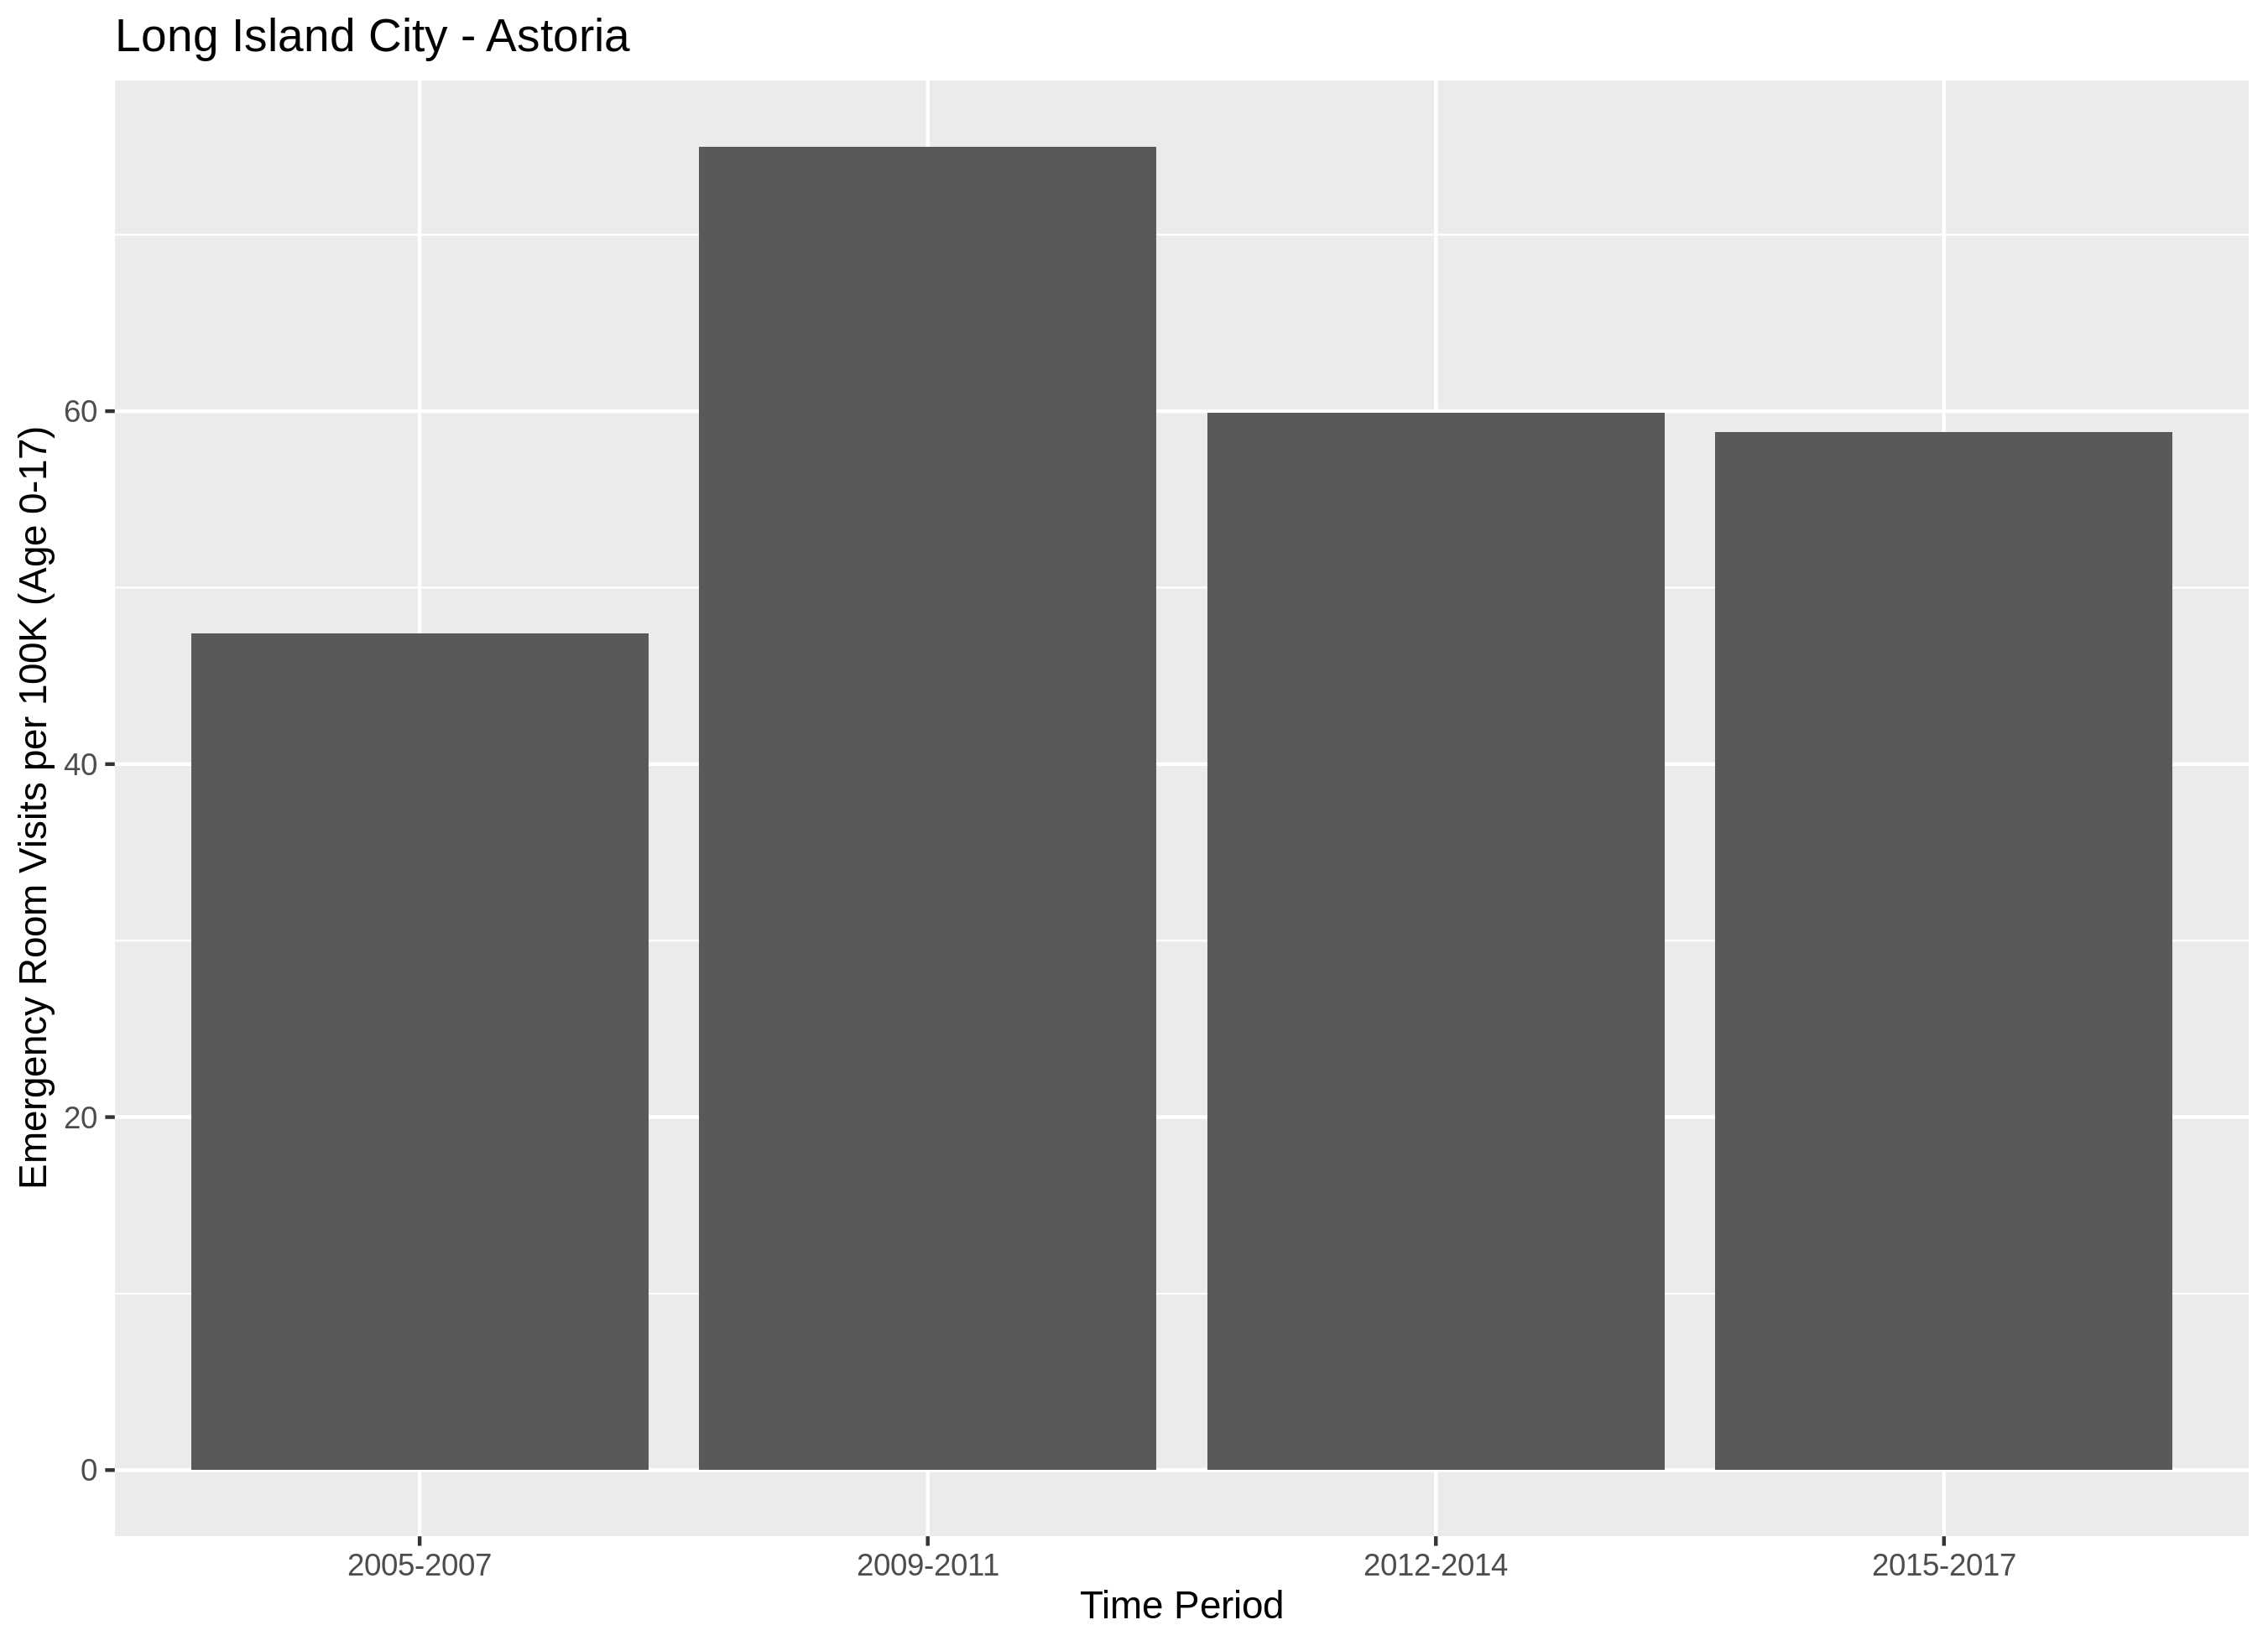 Long Island City - Astoria
Emergency Room Visits per 100K (Age 0-17)
60
40
20
0
2005-2007
2009-2011
2012-2014
2015-2017
Time Period